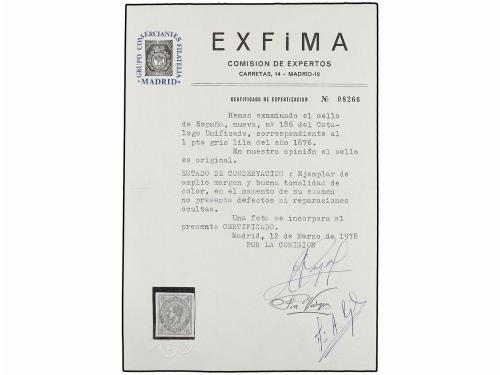 GRUPO COMERCIANTES FILATELIA
• MADRID •
EXFiMA
COMISION DE EXPERTOS
CARRETAS, 14 - MADRID-12
CERTIFICADO DE EXPERTIZACION Nº 08266
Hemos examinado el sello
de España, nuevo, nº 186 del Catá-
logo Unificado, correspondiente al
1 pta gris lila del año 1876.
En nuestra opinión el sello
es original.
ESTADO DE CONSERVACION : Ejemplar de
amplio margen y buena tonalidad de
color, en el momento de su examen
no presenta defectos ni reparaciones
ocultas.
Una foto se incorpora al
presente CERTIFICADO.
Madrid, 12 de Marzo de 1978
POR LA COMISION